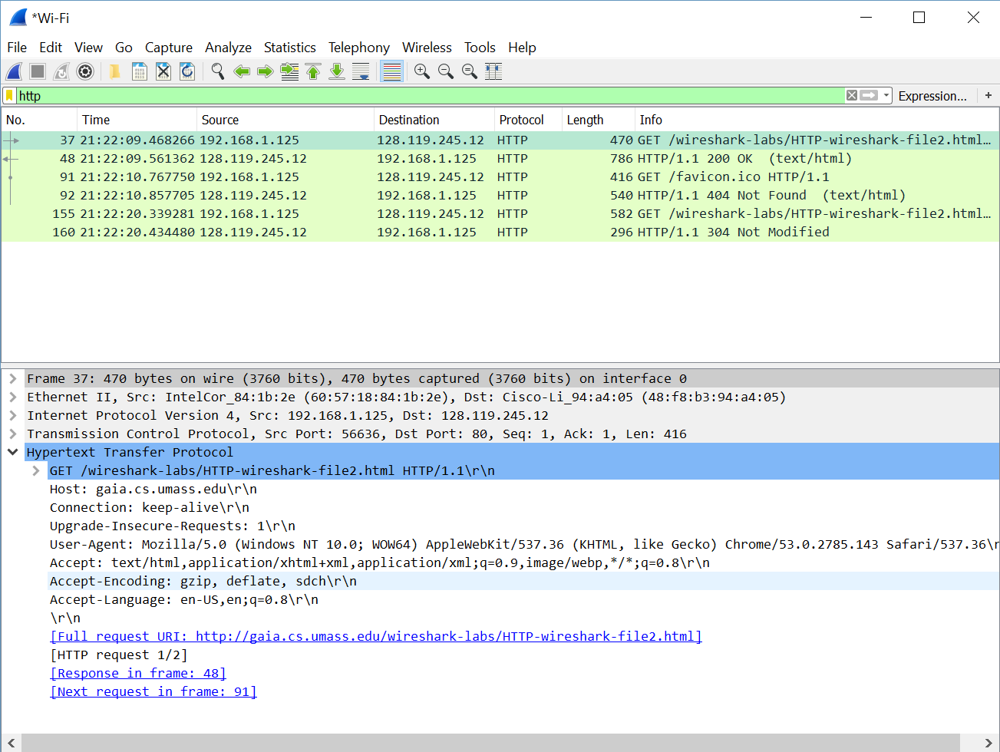 *Wi-Fi
File Edit View Go Capture Analyze Statistics Telephony Wireless Tools Help
http Expression... +
No. Time Source Destination Protocol Length Info
37 21:22:09.468266 192.168.1.125 128.119.245.12 HTTP 470 GET /wireshark-labs/HTTP-wireshark-file2.html…
48 21:22:09.561362 128.119.245.12 192.168.1.125 HTTP 786 HTTP/1.1 200 OK (text/html)
91 21:22:10.767750 192.168.1.125 128.119.245.12 HTTP 416 GET /favicon.ico HTTP/1.1
92 21:22:10.857705 128.119.245.12 192.168.1.125 HTTP 540 HTTP/1.1 404 Not Found (text/html)
155 21:22:20.339281 192.168.1.125 128.119.245.12 HTTP 582 GET /wireshark-labs/HTTP-wireshark-file2.html…
160 21:22:20.434480 128.119.245.12 192.168.1.125 HTTP 296 HTTP/1.1 304 Not Modified
Frame 37: 470 bytes on wire (3760 bits), 470 bytes captured (3760 bits) on interface 0
Ethernet II, Src: IntelCor_84:1b:2e (60:57:18:84:1b:2e), Dst: Cisco-Li_94:a4:05 (48:f8:b3:94:a4:05)
Internet Protocol Version 4, Src: 192.168.1.125, Dst: 128.119.245.12
Transmission Control Protocol, Src Port: 56636, Dst Port: 80, Seq: 1, Ack: 1, Len: 416
Hypertext Transfer Protocol
GET /wireshark-labs/HTTP-wireshark-file2.html HTTP/1.1\r\n
Host: gaia.cs.umass.edu\r\n
Connection: keep-alive\r\n
Upgrade-Insecure-Requests: 1\r\n
User-Agent: Mozilla/5.0 (Windows NT 10.0; WOW64) AppleWebKit/537.36 (KHTML, like Gecko) Chrome/53.0.2785.143 Safari/537.36\r
Accept: text/html,application/xhtml+xml,application/xml;q=0.9,image/webp,*/*;q=0.8\r\n
Accept-Encoding: gzip, deflate, sdch\r\n
Accept-Language: en-US,en;q=0.8\r\n
\r\n
[Full request URI: http://gaia.cs.umass.edu/wireshark-labs/HTTP-wireshark-file2.html]
[HTTP request 1/2]
[Response in frame: 48]
[Next request in frame: 91]